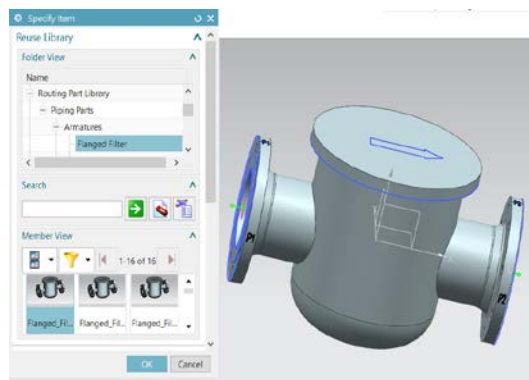 Specify Item
Reuse Library
Folder View
Name
Routing Part Library
Piping Parts
Armatures
Flanged Filter
Search
Member View
1-16 of 16
Flanged_Fil... Flanged_Fil... Flanged_Fil...
OK Cancel
P1
P2